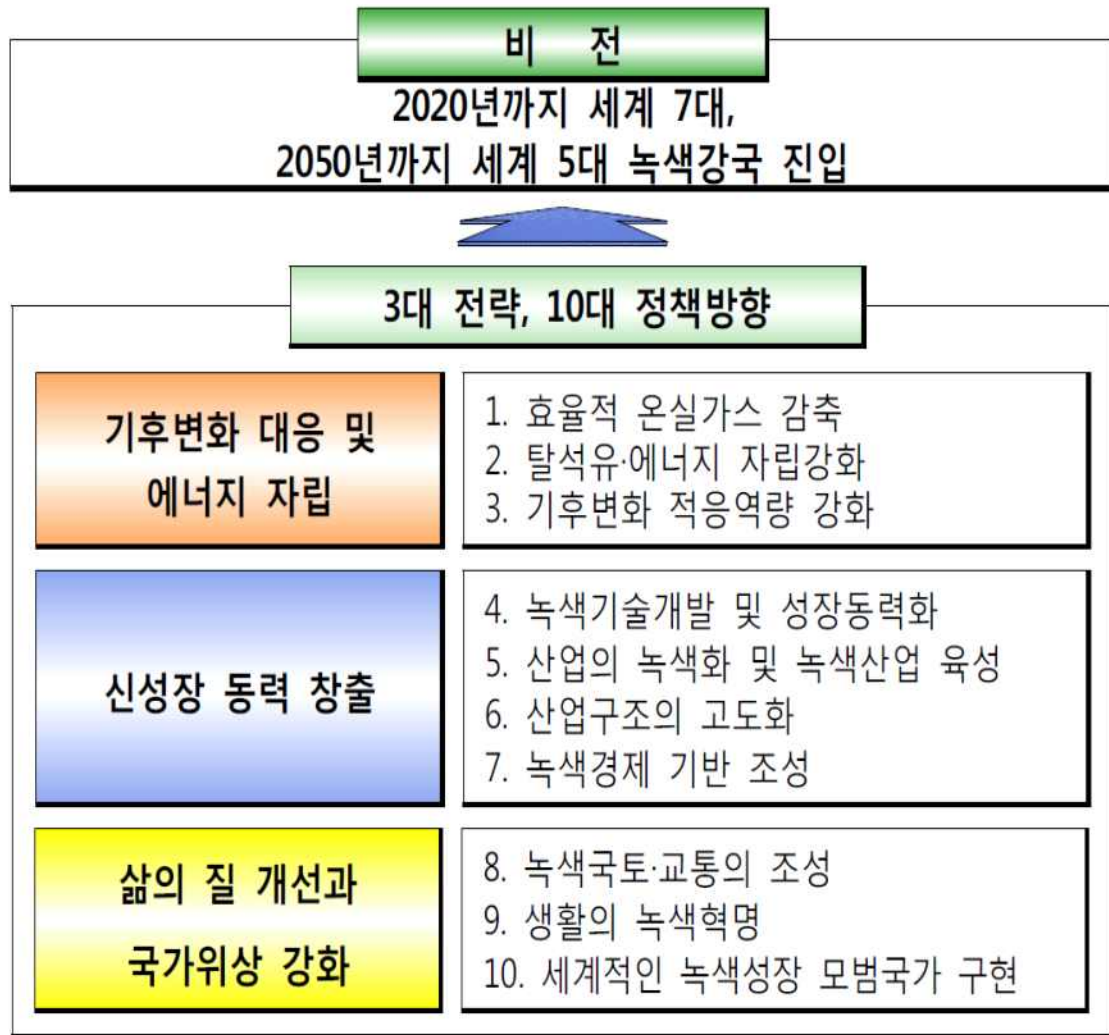 비 전
2020년까지 세계 7대,
2050년까지 세계 5대 녹색강국 진입
3대 전략, 10대 정책방향
기후변화 대응 및
에너지 자립
1. 효율적 온실가스 감축
2. 탈석유·에너지 자립강화
3. 기후변화 적응역량 강화
신성장 동력 창출
4. 녹색기술개발 및 성장동력화
5. 산업의 녹색화 및 녹색산업 육성
6. 산업구조의 고도화
7. 녹색경제 기반 조성
삶의 질 개선과
국가위상 강화
8. 녹색국토·교통의 조성
9. 생활의 녹색혁명
10. 세계적인 녹색성장 모범국가 구현